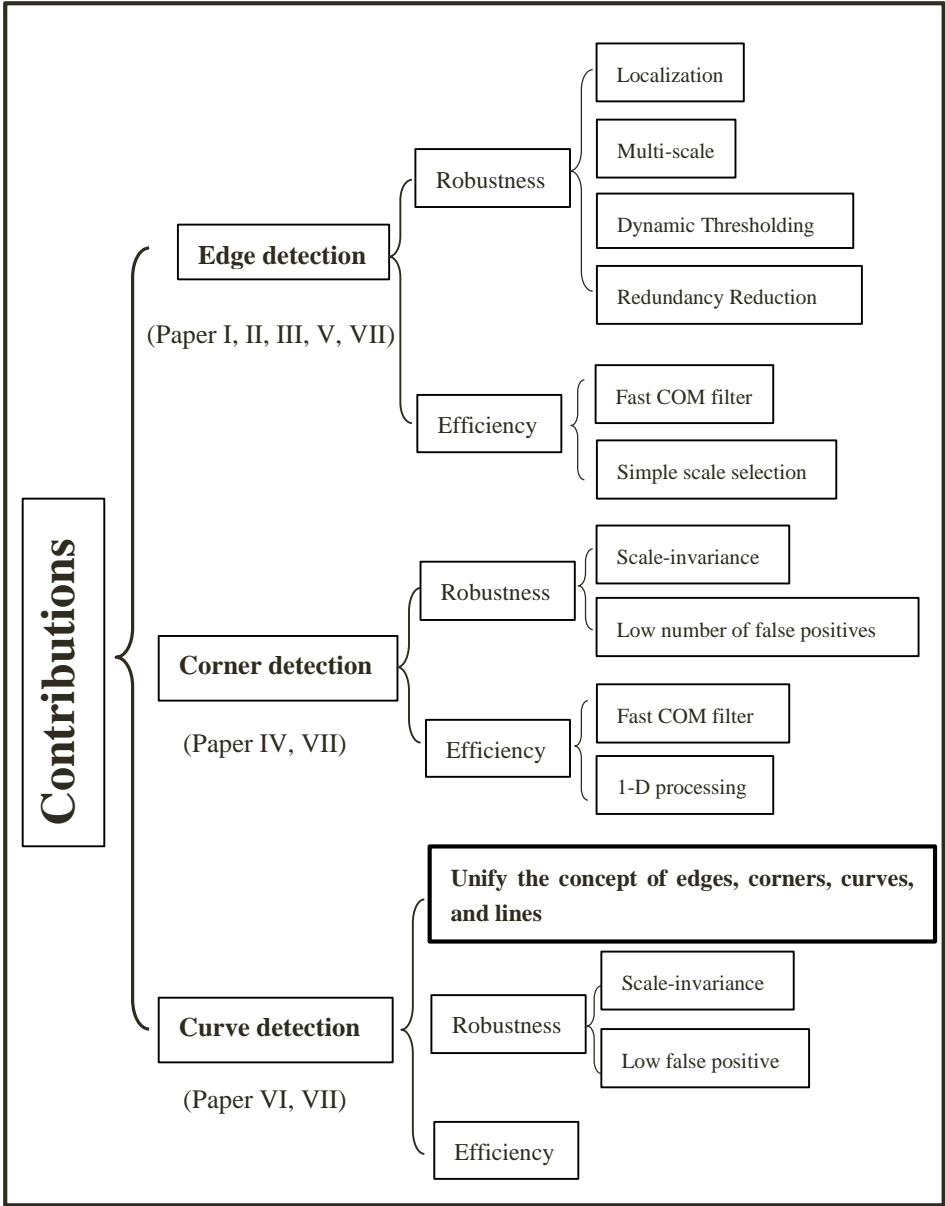 Contributions
Edge detection
(Paper I, II, III, V, VII)
Robustness
Localization
Multi-scale
Dynamic Thresholding
Redundancy Reduction
Efficiency
Fast COM filter
Simple scale selection
Corner detection
(Paper IV, VII)
Robustness
Scale-invariance
Low number of false positives
Efficiency
Fast COM filter
1-D processing
Curve detection
(Paper VI, VII)
Unify the concept of edges, corners, curves,
and lines
Robustness
Scale-invariance
Low false positive
Efficiency